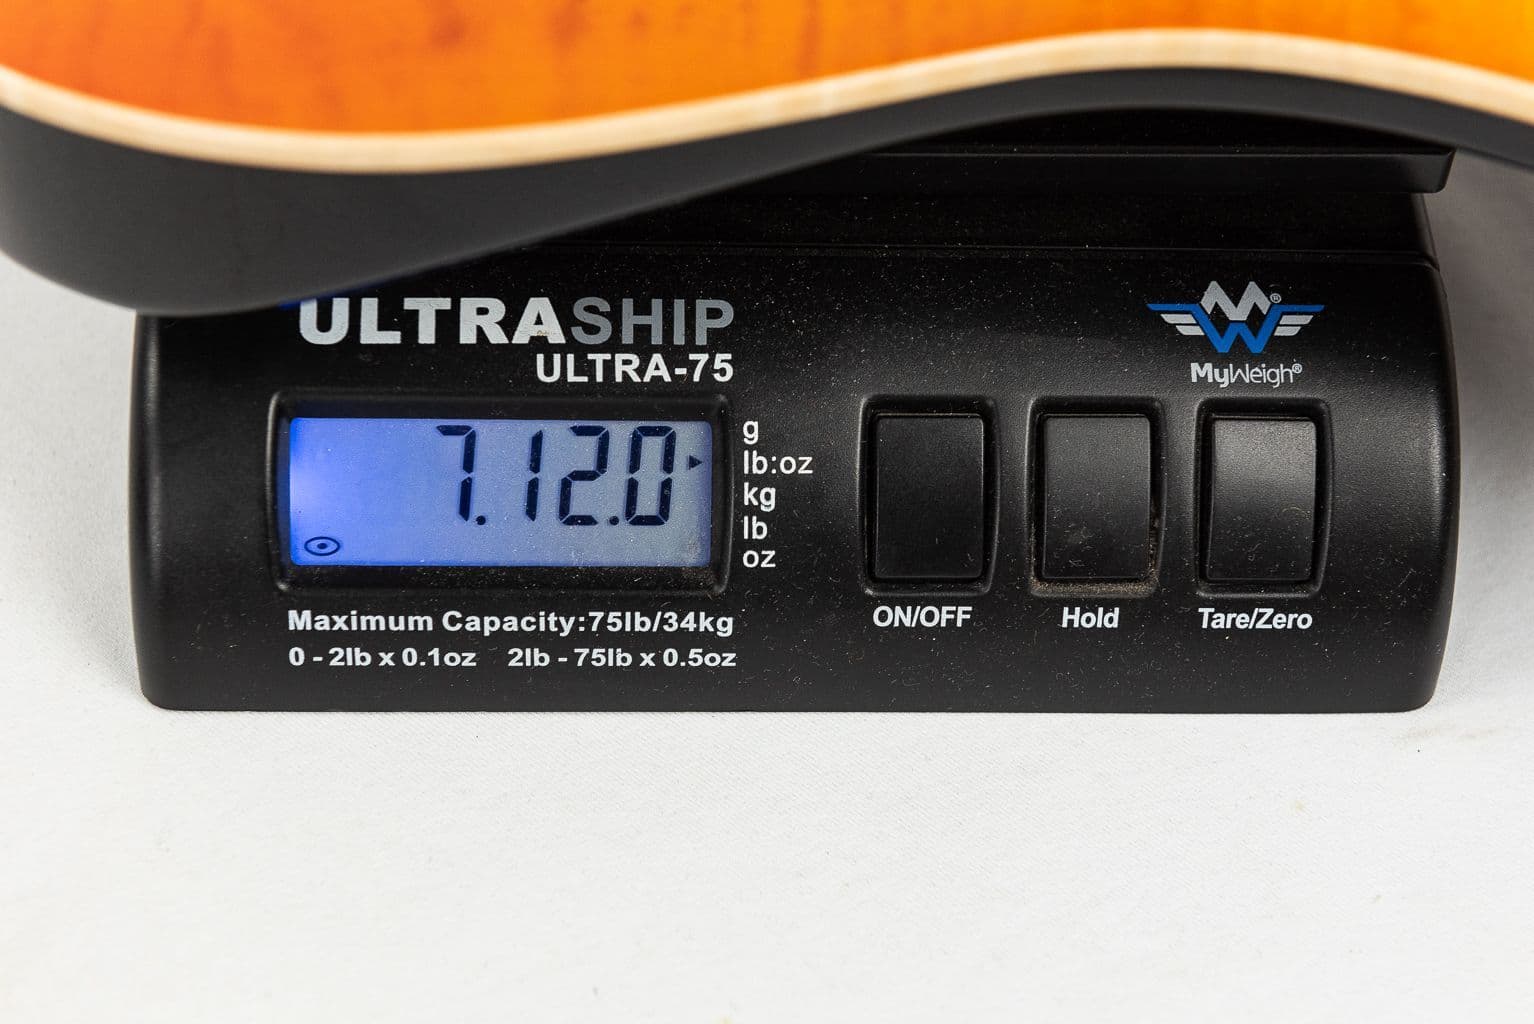 ULTRASHIP
ULTRA-75
MW®
MyWeigh®
7.12.0
g
lb:oz
kg
lb
oz
Maximum Capacity:75lb/34kg
0 - 2lb x 0.1oz 2lb - 75lb x 0.5oz
ON/OFF
Hold
Tare/Zero